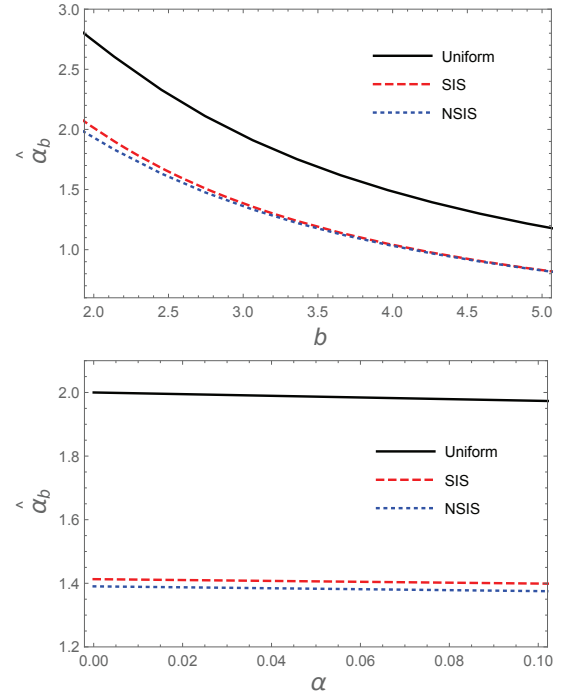 3.0
2.5
2.0
1.5
1.0
α̂_b
Uniform
SIS
NSIS
2.0 2.5 3.0 3.5 4.0 4.5 5.0
b
2.0
1.8
1.6
1.4
1.2
α̂_b
Uniform
SIS
NSIS
0.00 0.02 0.04 0.06 0.08 0.10
α